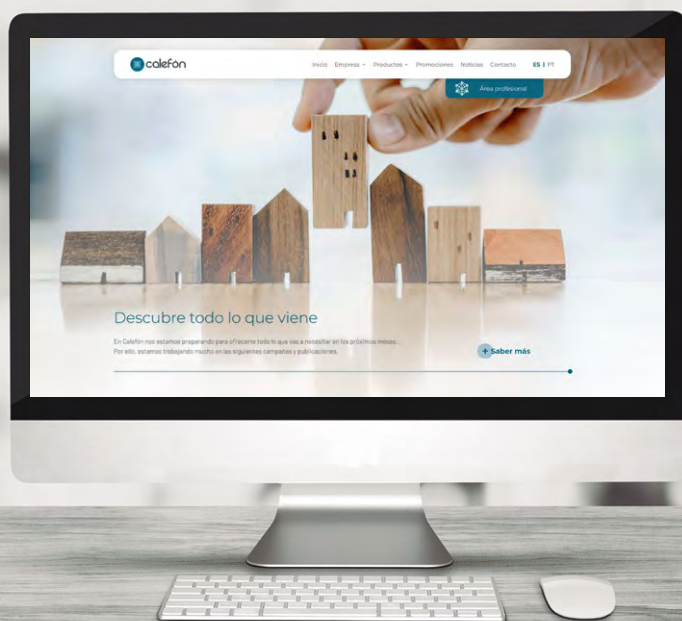 calefón
Inicio Empresa Productos Promociones Noticias Contacto ES | PT
Área profesional
Descubre todo lo que viene
En Calefón nos estamos preparando para ofrecerte todo lo que vas a necesitar en los próximos meses.
Por ello, estamos trabajando mucho en las siguientes campañas y publicaciones.
+ Saber más